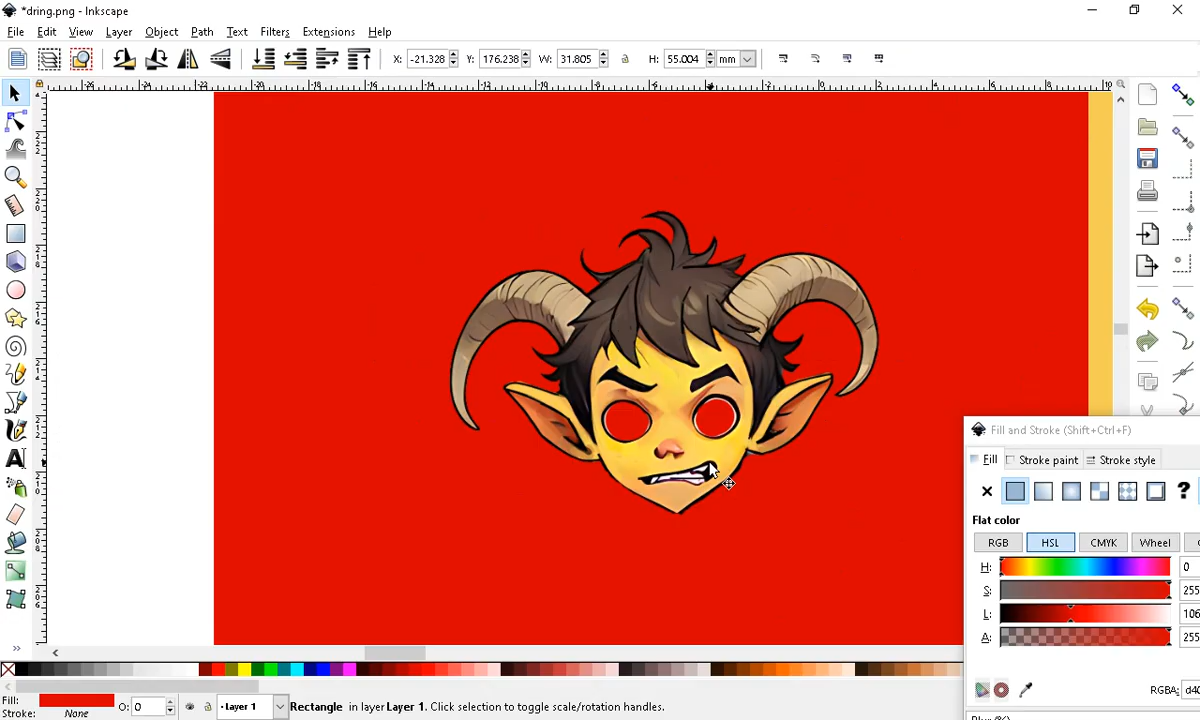 *dring.png - Inkscape
File Edit View Layer Object Path Text Filters Extensions Help
X: -21.328 Y: 176.238 W: 31.805 H: 55.004 mm
Fill and Stroke (Shift+Ctrl+F)
Fill Stroke paint Stroke style
Flat color
RGB HSL CMYK Wheel
H: 0
S: 255
L: 106
A: 255
RGBA: d40
Fill:
Stroke: None
O: 0
Layer 1
Rectangle in layer Layer 1. Click selection to toggle scale/rotation handles.